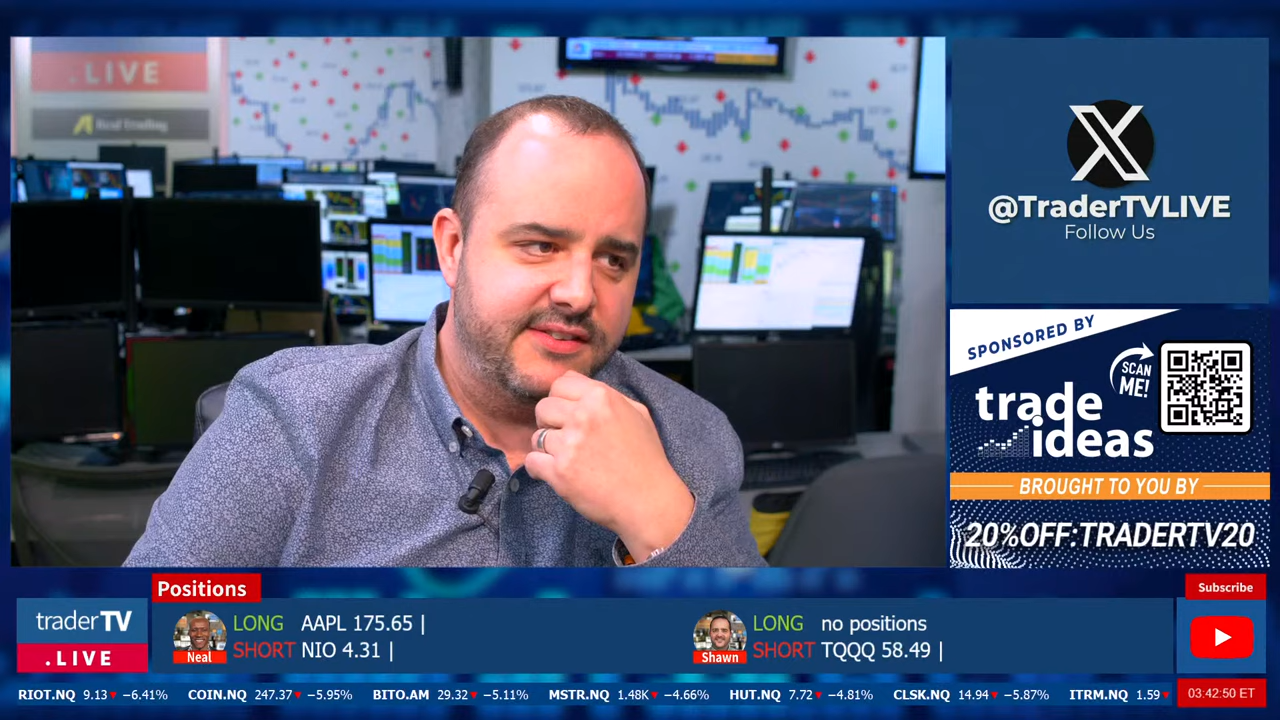 .LIVE
Real Trading
@TraderTVLIVE
Follow Us
SPONSORED BY
SCAN
ME!
trade
ideas
BROUGHT TO YOU BY
20%OFF:TRADERTV20
Positions
Subscribe
traderTV
.LIVE
Neal
LONG AAPL 175.65 |
SHORT NIO 4.31 |
Shawn
LONG no positions
SHORT TQQQ 58.49 |
RIOT.NQ 9.13▼ −6.41% COIN.NQ 247.37▼ −5.95% BITO.AM 29.32▼ −5.11% MSTR.NQ 1.48K▼ −4.66% HUT.NQ 7.72▼ −4.81% CLSK.NQ 14.94▼ −5.87% ITRM.NQ 1.59▼
03:42:50 ET